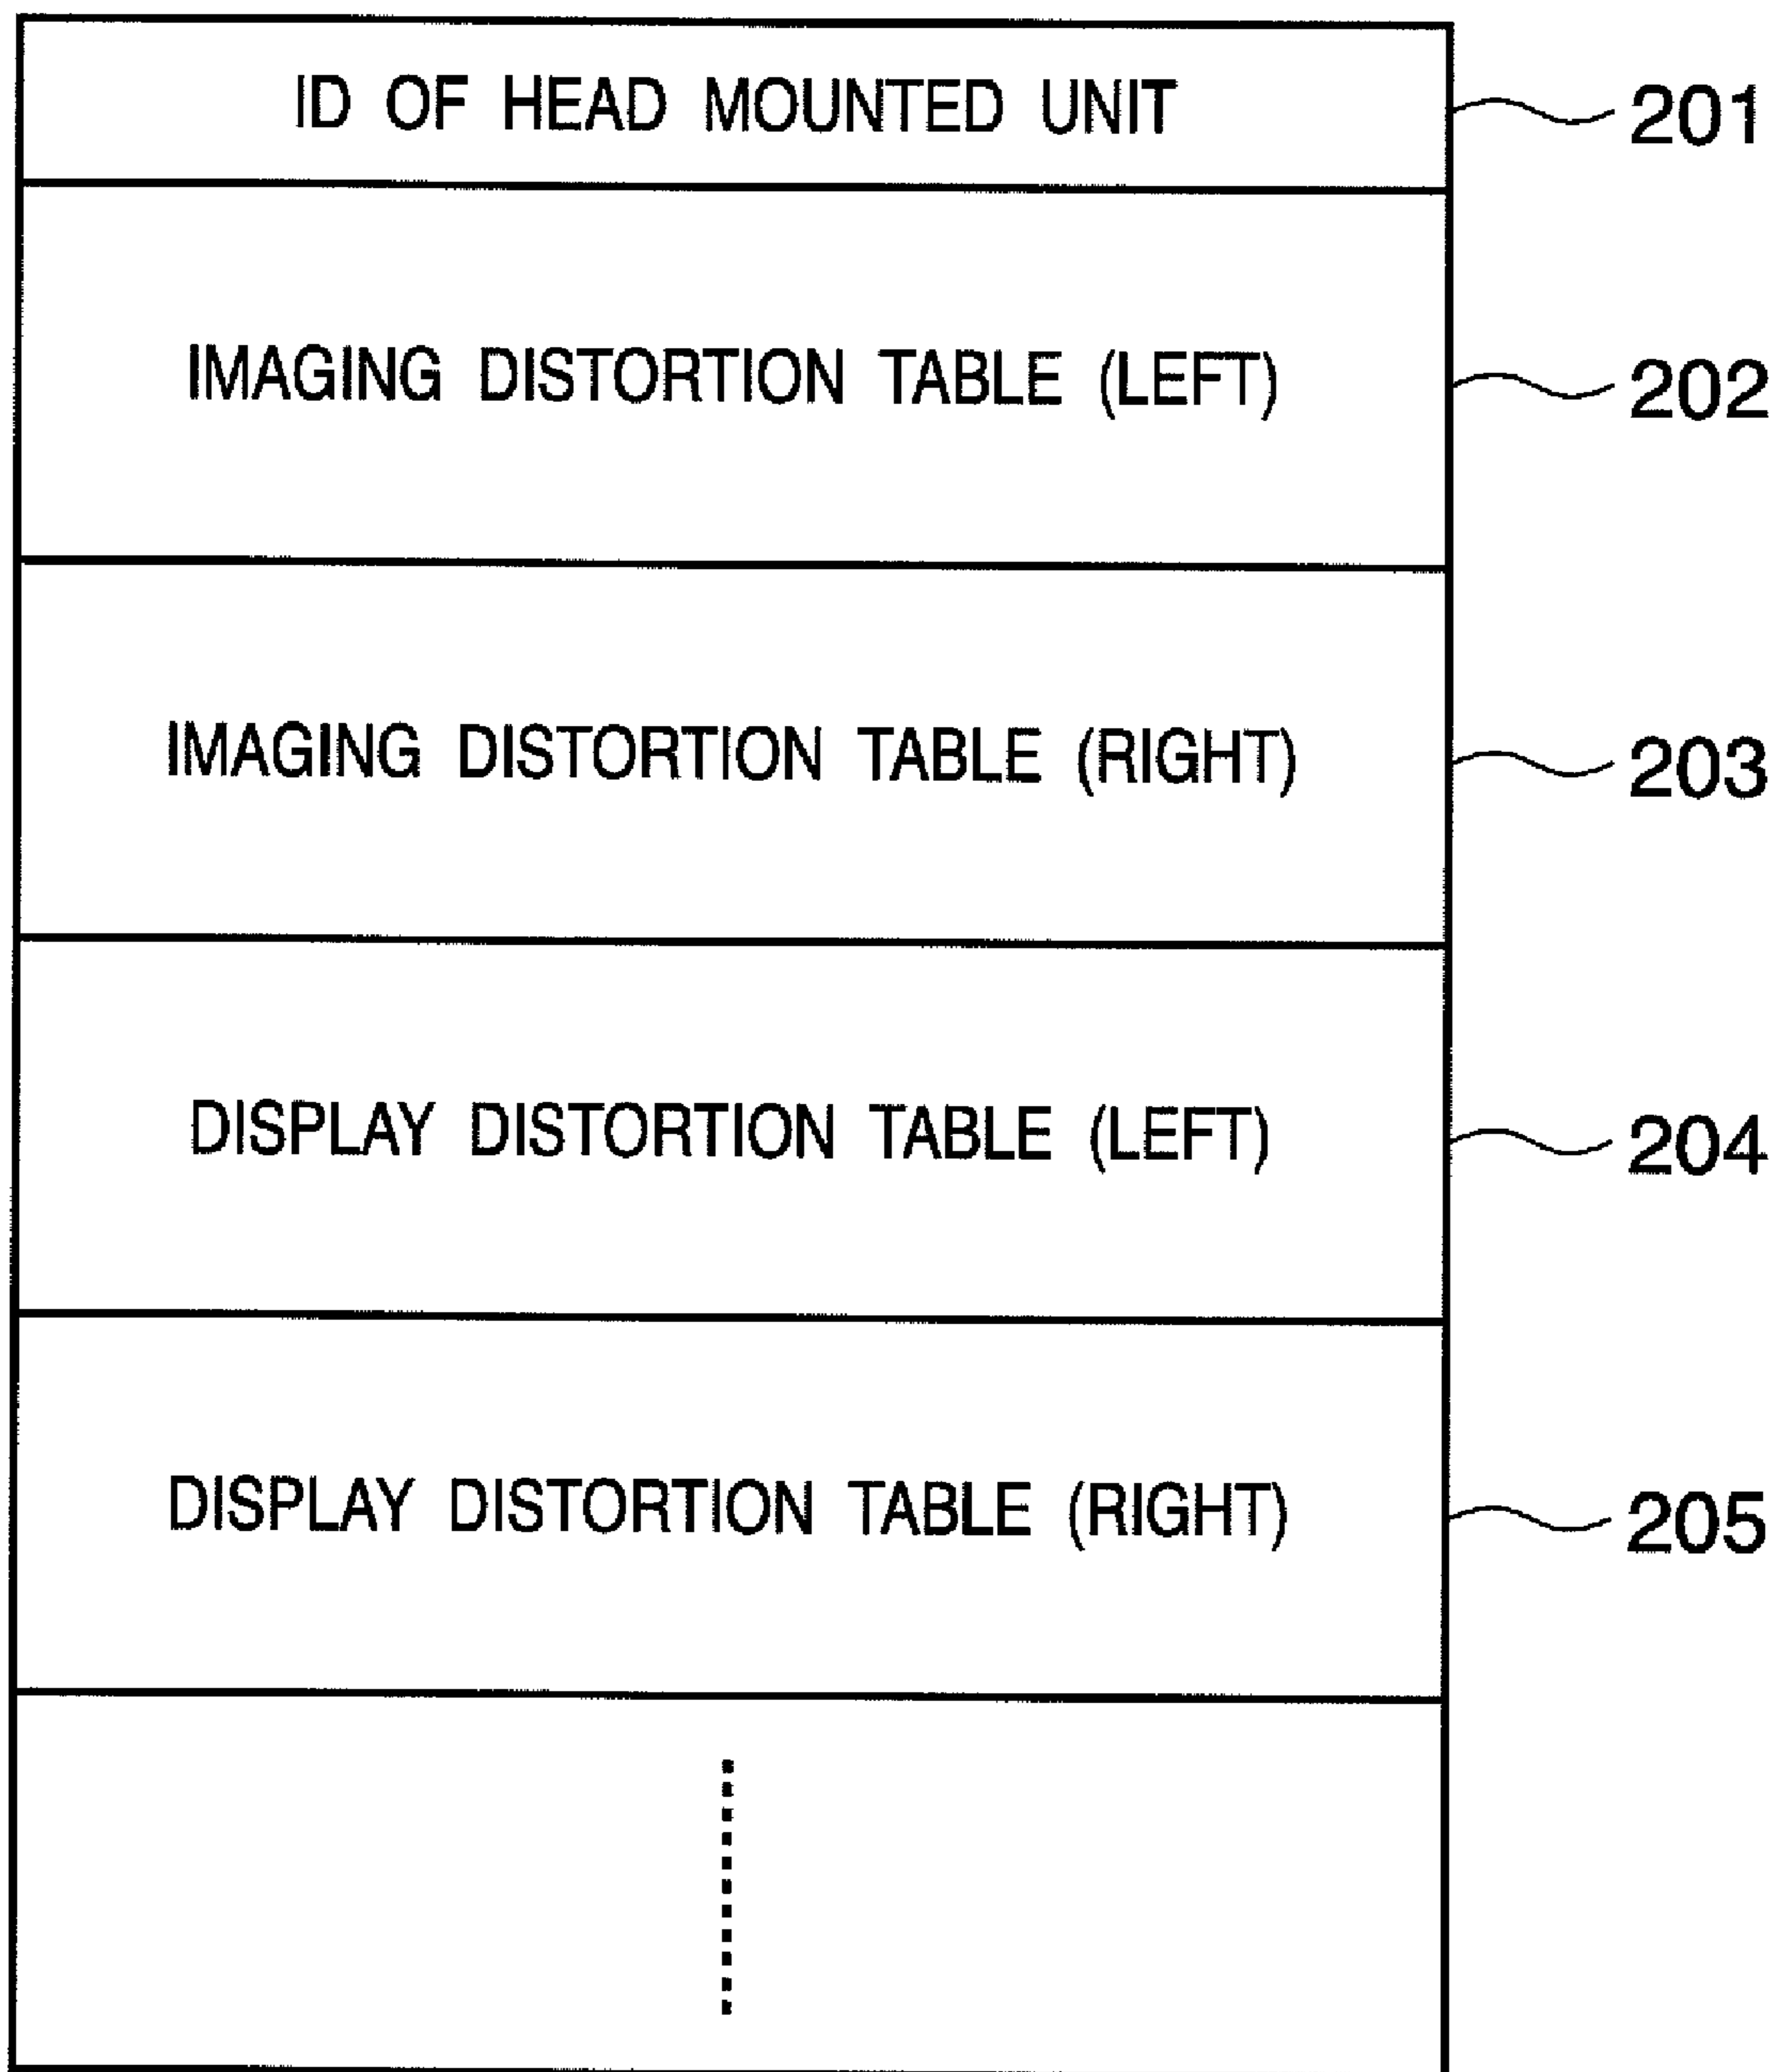 ID OF HEAD MOUNTED UNIT 201
IMAGING DISTORTION TABLE (LEFT) 202
IMAGING DISTORTION TABLE (RIGHT) 203
DISPLAY DISTORTION TABLE (LEFT) 204
DISPLAY DISTORTION TABLE (RIGHT) 205